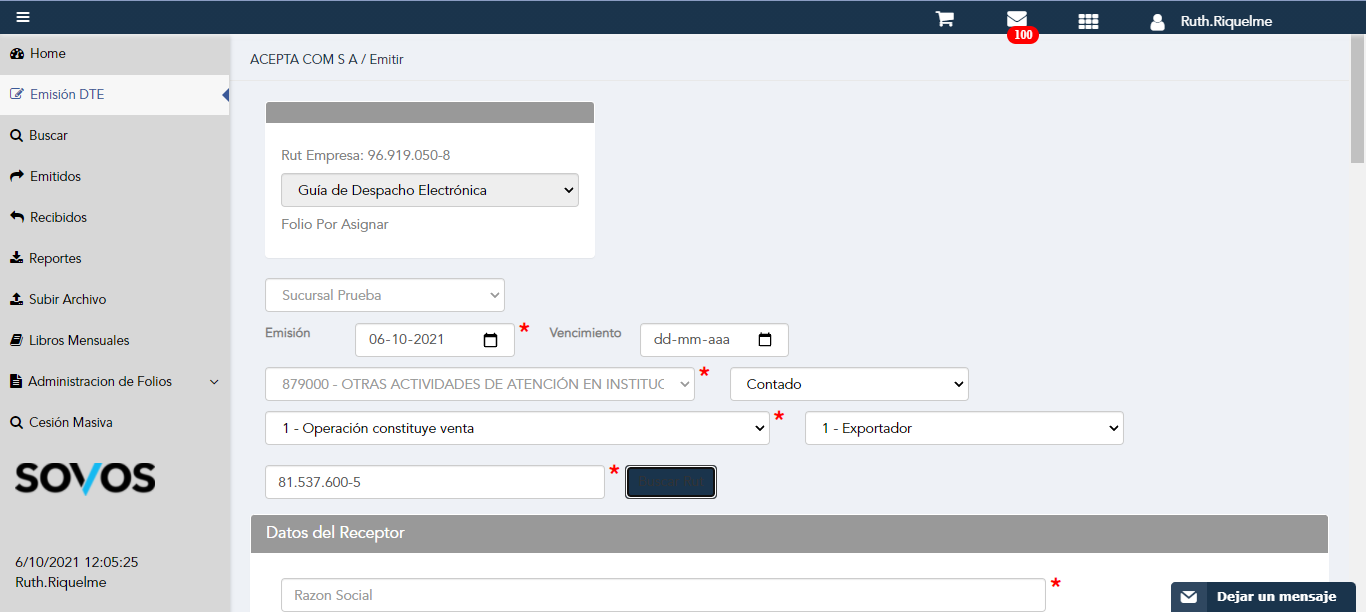 100
Ruth.Riquelme
Home
Emisión DTE
Buscar
Emitidos
Recibidos
Reportes
Subir Archivo
Libros Mensuales
Administracion de Folios
Cesión Masiva
SOVOS
6/10/2021 12:05:25
Ruth.Riquelme
ACEPTA COM S A / Emitir
Rut Empresa: 96.919.050-8
Guía de Despacho Electrónica
Folio Por Asignar
Sucursal Prueba
Emisión 06-10-2021 * Vencimiento dd-mm-aaa
879000 - OTRAS ACTIVIDADES DE ATENCIÓN EN INSTITUC * Contado
1 - Operación constituye venta * 1 - Exportador
81.537.600-5 *
Datos del Receptor
Razon Social *
Dejar un mensaje